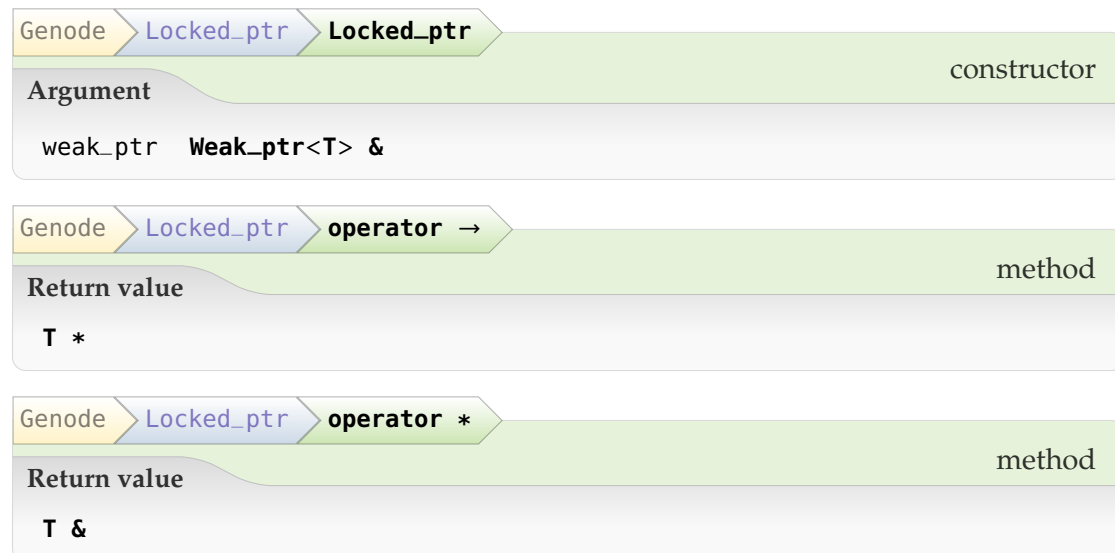 Genode Locked_ptr Locked_ptr
constructor
Argument
weak_ptr Weak_ptr<T> &
Genode Locked_ptr operator →
method
Return value
T *
Genode Locked_ptr operator *
method
Return value
T &